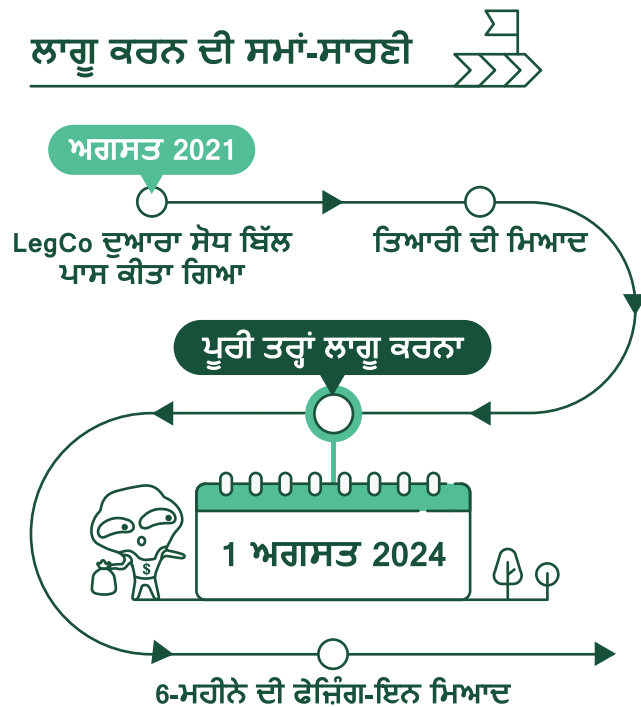 ਲਾਗੂ ਕਰਨ ਦੀ ਸਮਾਂ-ਸਾਰਣੀ
ਅਗਸਤ 2021
LegCo ਦੁਆਰਾ ਸੋਧ ਬਿੱਲ
ਪਾਸ ਕੀਤਾ ਗਿਆ
ਤਿਆਰੀ ਦੀ ਮਿਆਦ
ਪੂਰੀ ਤਰ੍ਹਾਂ ਲਾਗੂ ਕਰਨਾ
1 ਅਗਸਤ 2024
$
6-ਮਹੀਨੇ ਦੀ ਫੇਜ਼ਿੰਗ-ਇਨ ਮਿਆਦ